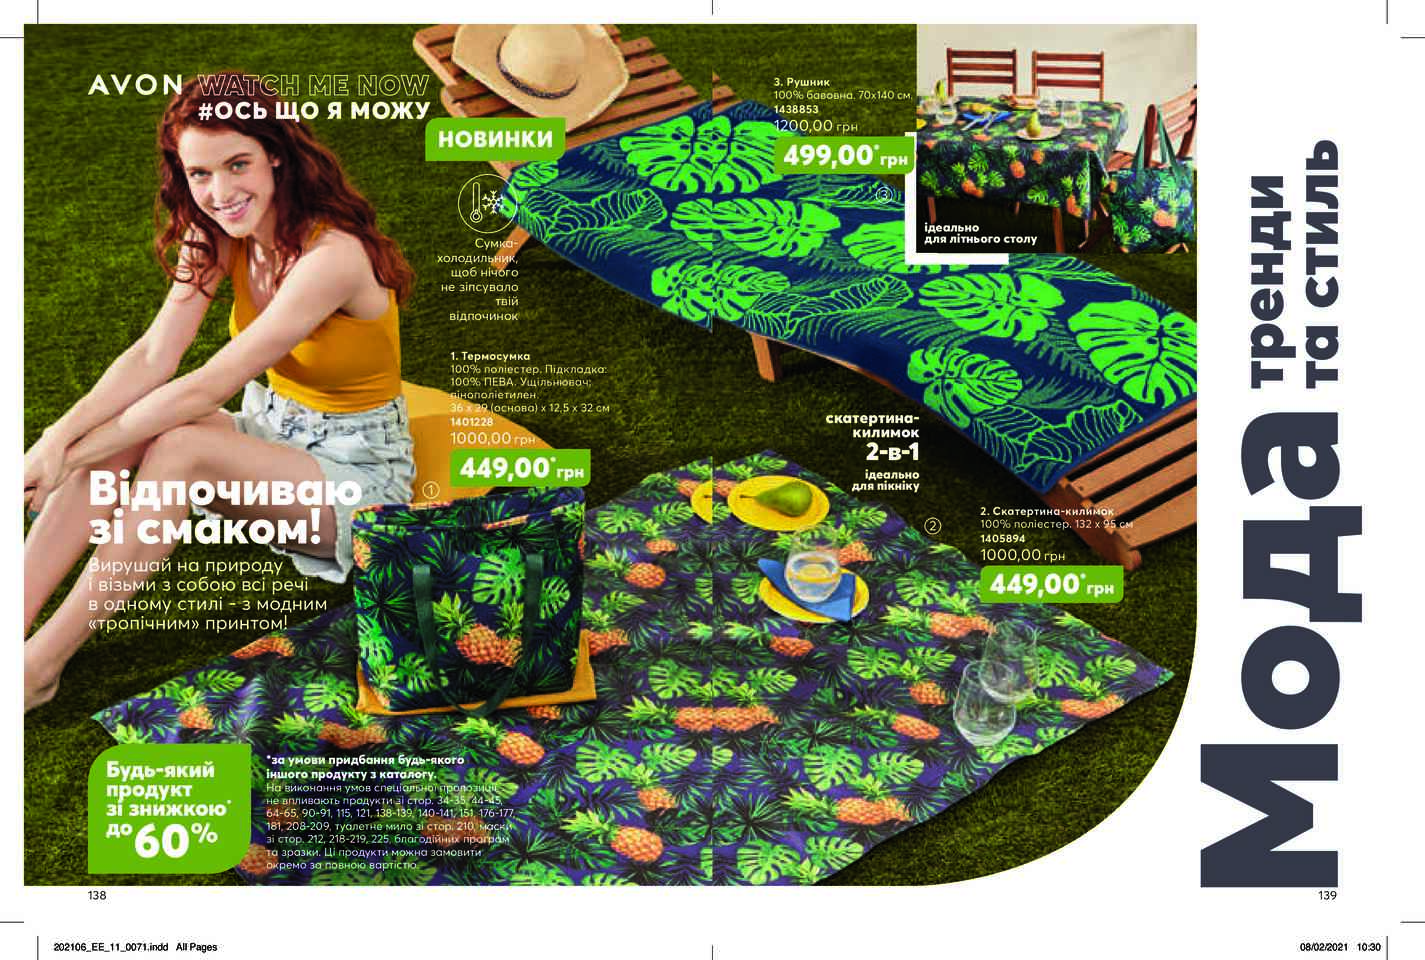 AVON WATCH ME NOW
#ОСЬ ЩО Я МОЖУ
НОВИНКИ
Сумка-
холодильник,
щоб нічого
не зіпсувало
твій
відпочинок
1. Термосумка
100% поліестер. Підкладка:
100% ПЕВА. Ущільнювач:
пінополіетилен.
36 х 29 (основа) х 12,5 х 32 см
1401228
1000,00 грн
449,00* грн
1
Відпочиваю
зі смаком!
Вирушай на природу
і візьми з собою всі речі
в одному стилі - з модним
«тропічним» принтом!
Будь-який
продукт
зі знижкою*
до 60%
*за умови придбання будь-якого
іншого продукту з каталогу.
На виконання умов спеціальної пропозиції
не впливають продукти зі стор. 34-35, 44-45,
64-65, 90-91, 115, 121, 138-139, 140-141, 151, 176-177,
181, 208-209, туалетне мило зі стор. 210, маски
зі стор. 212, 218-219, 225, благодійних програм
та зразки. Ці продукти можна замовити
окремо за повною вартістю.
138
3. Рушник
100% бавовна. 70х140 см.
1438853
1200,00 грн
499,00* грн
3
ідеально
для літнього столу
скатертина-
килимок
2-в-1
ідеально
для пікніку
2
2. Скатертина-килимок
100% поліестер. 132 х 95 см
1405894
1000,00 грн
449,00* грн
Мода тренди
та стиль
139
202106_EE_11_0071.indd All Pages
08/02/2021 10:30